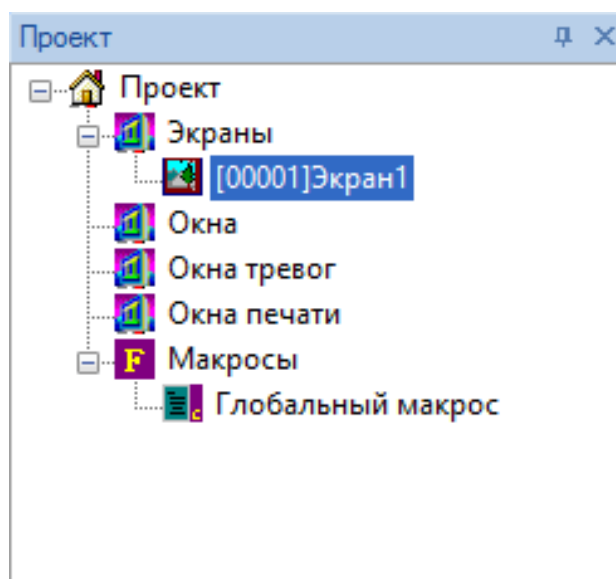 Проект
Проект
Экраны
[00001]Экран1
Окна
Окна тревог
Окна печати
F Макросы
c Глобальный макрос